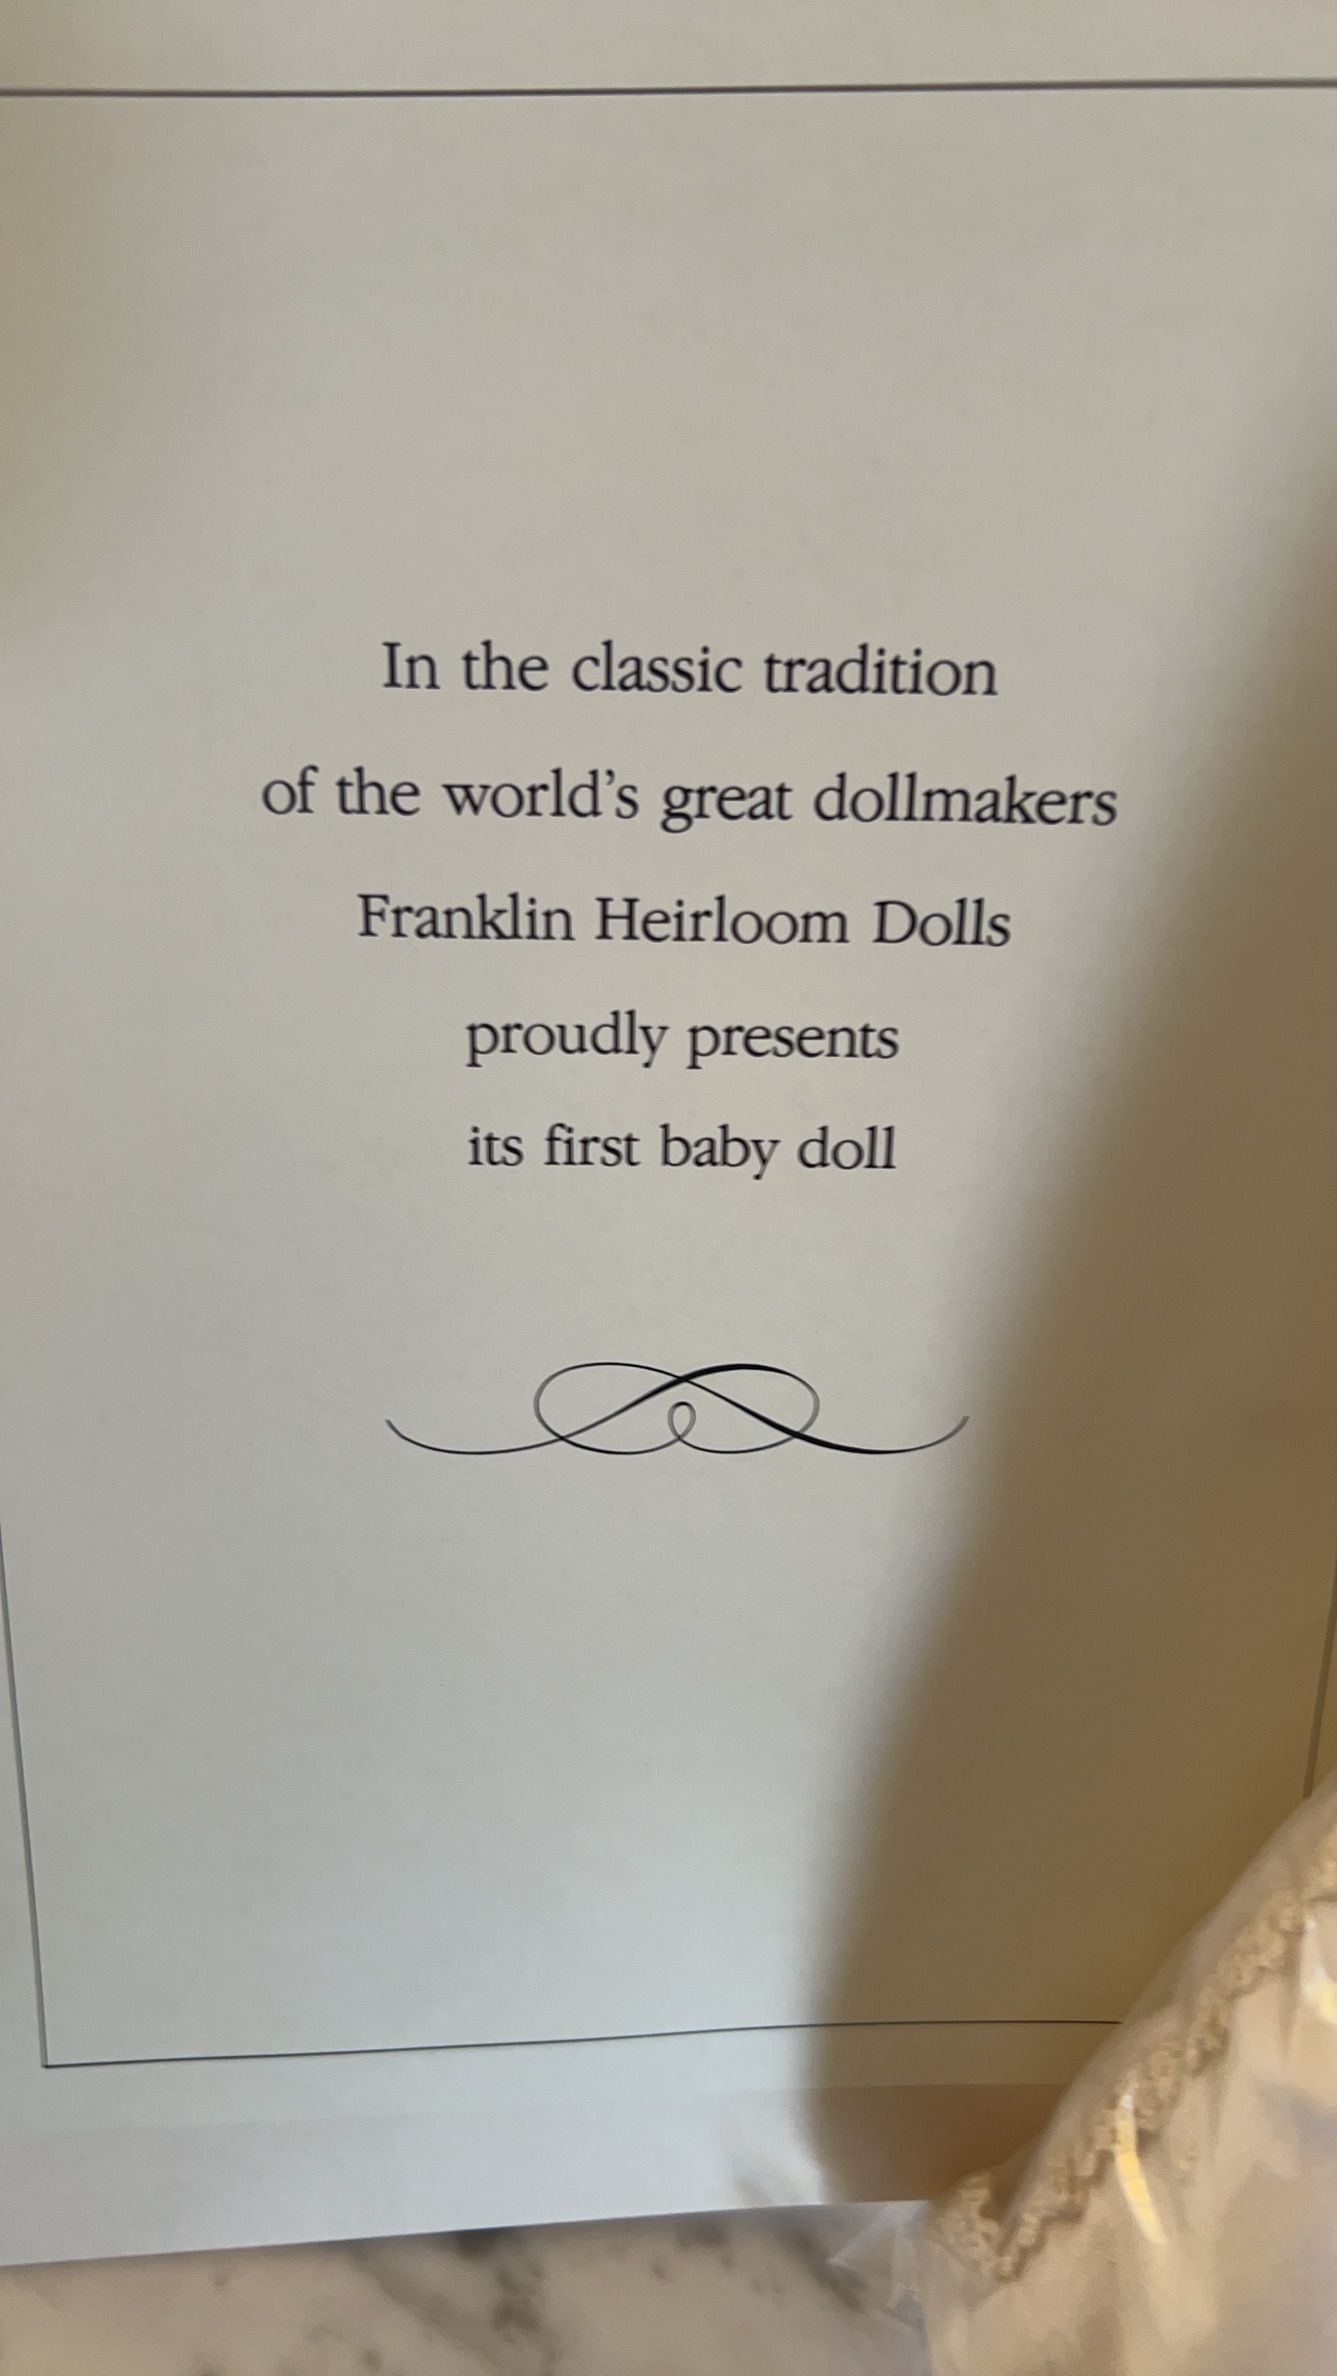 In the classic tradition
of the world’s great dollmakers
Franklin Heirloom Dolls
proudly presents
its first baby doll